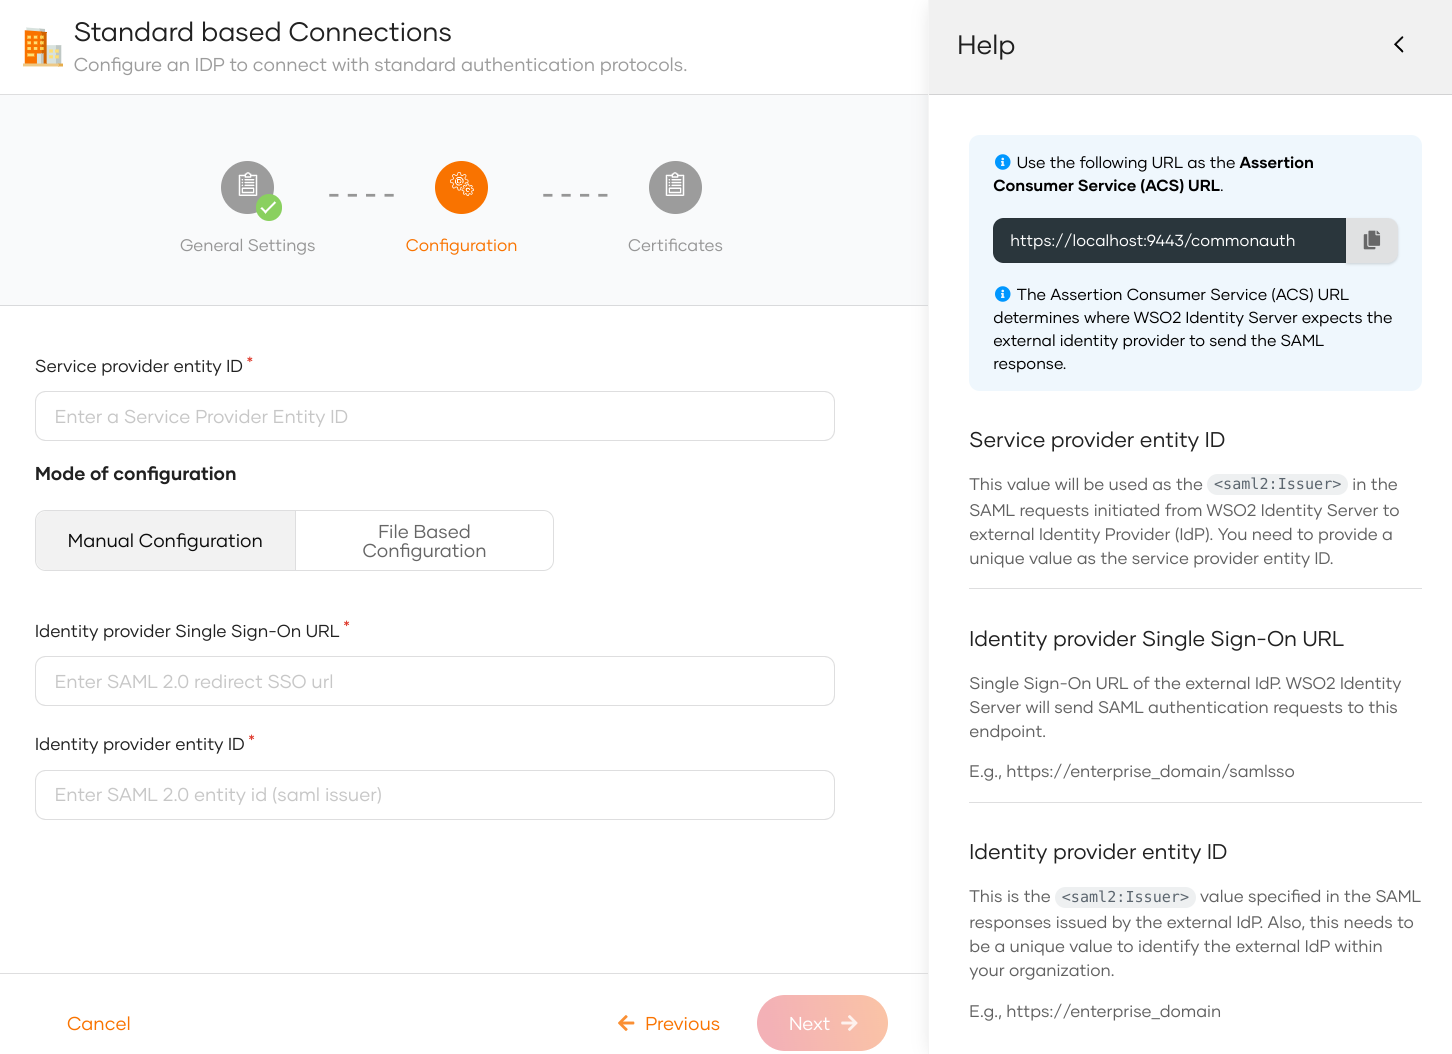 Standard based Connections
Configure an IDP to connect with standard authentication protocols.
General Settings
Configuration
Certificates
Service provider entity ID *
Enter a Service Provider Entity ID
Mode of configuration
Manual Configuration
File Based
Configuration
Identity provider Single Sign-On URL *
Enter SAML 2.0 redirect SSO url
Identity provider entity ID *
Enter SAML 2.0 entity id (saml issuer)
Cancel
Previous
Next
Help
Use the following URL as the Assertion
Consumer Service (ACS) URL.
https://localhost:9443/commonauth
The Assertion Consumer Service (ACS) URL
determines where WSO2 Identity Server expects the
external identity provider to send the SAML
response.
Service provider entity ID
This value will be used as the <saml2:Issuer> in the
SAML requests initiated from WSO2 Identity Server to
external Identity Provider (IdP). You need to provide a
unique value as the service provider entity ID.
Identity provider Single Sign-On URL
Single Sign-On URL of the external IdP. WSO2 Identity
Server will send SAML authentication requests to this
endpoint.
E.g., https://enterprise_domain/samlsso
Identity provider entity ID
This is the <saml2:Issuer> value specified in the SAML
responses issued by the external IdP. Also, this needs to
be a unique value to identify the external IdP within
your organization.
E.g., https://enterprise_domain